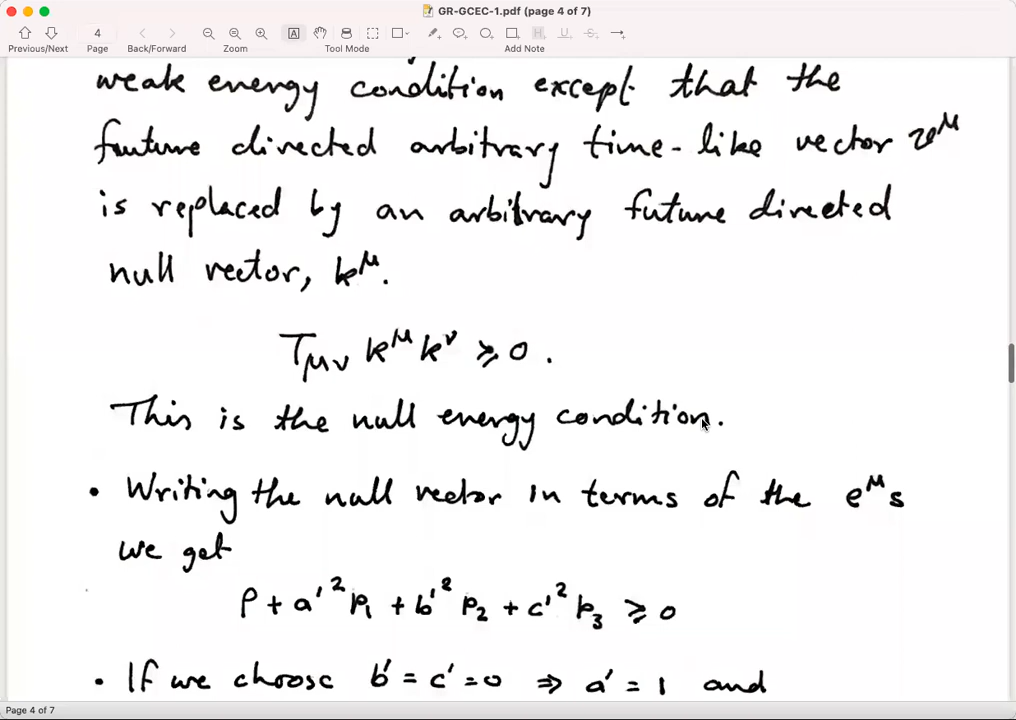 GR-GCEC-1.pdf (page 4 of 7)
4
Previous/Next Page Back/Forward Zoom Tool Mode Add Note
weak energy condition except that the
future directed arbitrary time-like vector v^μ
is replaced by an arbitrary future directed
null vector, k^μ.
T_μν k^μ k^ν ⩾ 0.
This is the null energy condition.
• Writing the null vector in terms of the e^μs
we get
ρ + a'² p₁ + b'² p₂ + c'² p₃ ⩾ 0
• If we choose b' = c' = 0 ⇒ a' = 1 and
Page 4 of 7